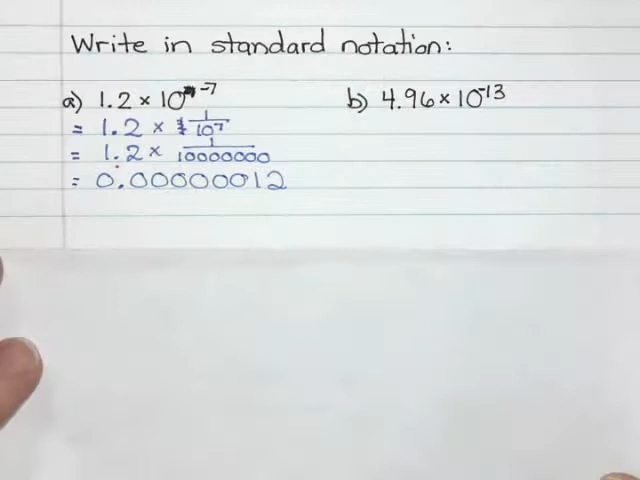 Write in standard notation:
a) 1.2 × 10⁻⁷
b) 4.96 × 10⁻¹³
= 1.2 × 1/10⁷
= 1.2 × 1/10000000
= 0.00000012